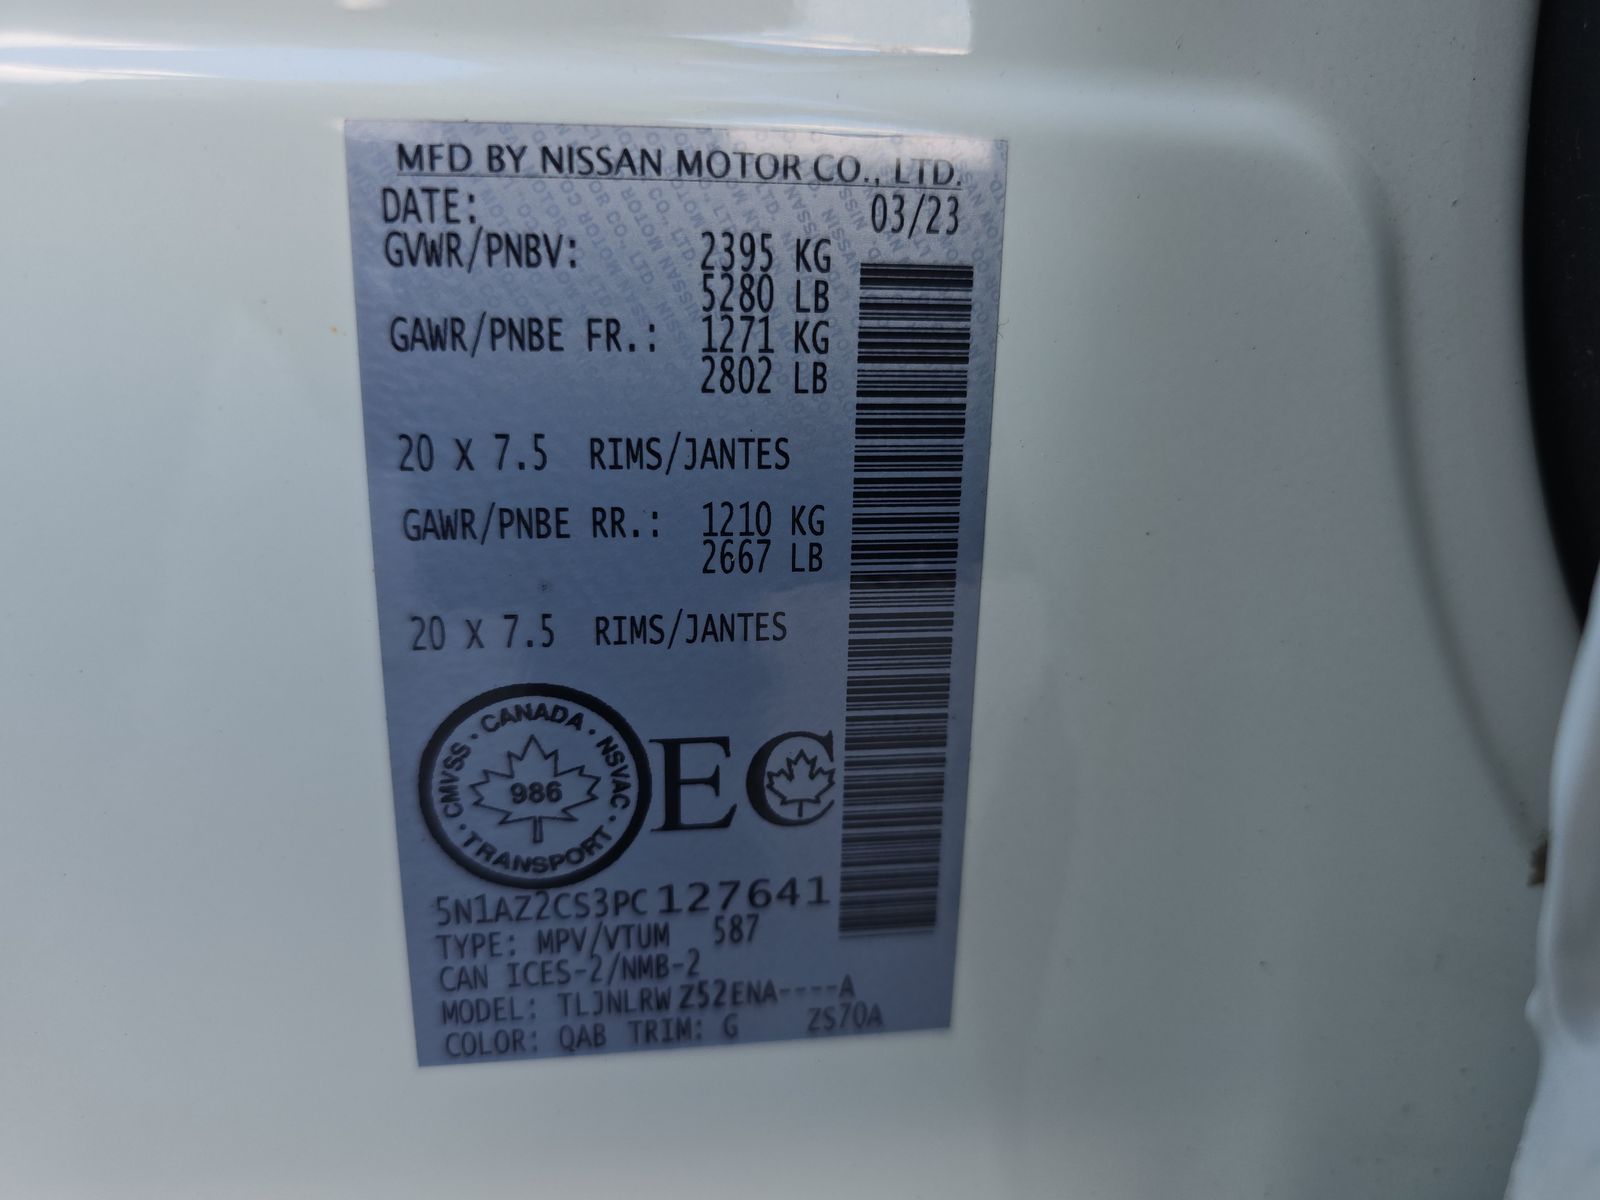 MFD BY NISSAN MOTOR CO., LTD.
DATE: 03/23
GVWR/PNBV: 2395 KG
5280 LB
GAWR/PNBE FR.: 1271 KG
2802 LB
20 X 7.5 RIMS/JANTES
GAWR/PNBE RR.: 1210 KG
2667 LB
20 X 7.5 RIMS/JANTES
CANADA · NSVAC · TRANSPORT · CMVSS ·
986
EC
5N1AZ2CS3PC127641
TYPE: MPV/VTUM 587
CAN ICES-2/NMB-2
MODEL: TLJNLRW Z52ENA----A
COLOR: QAB TRIM: G ZS70A